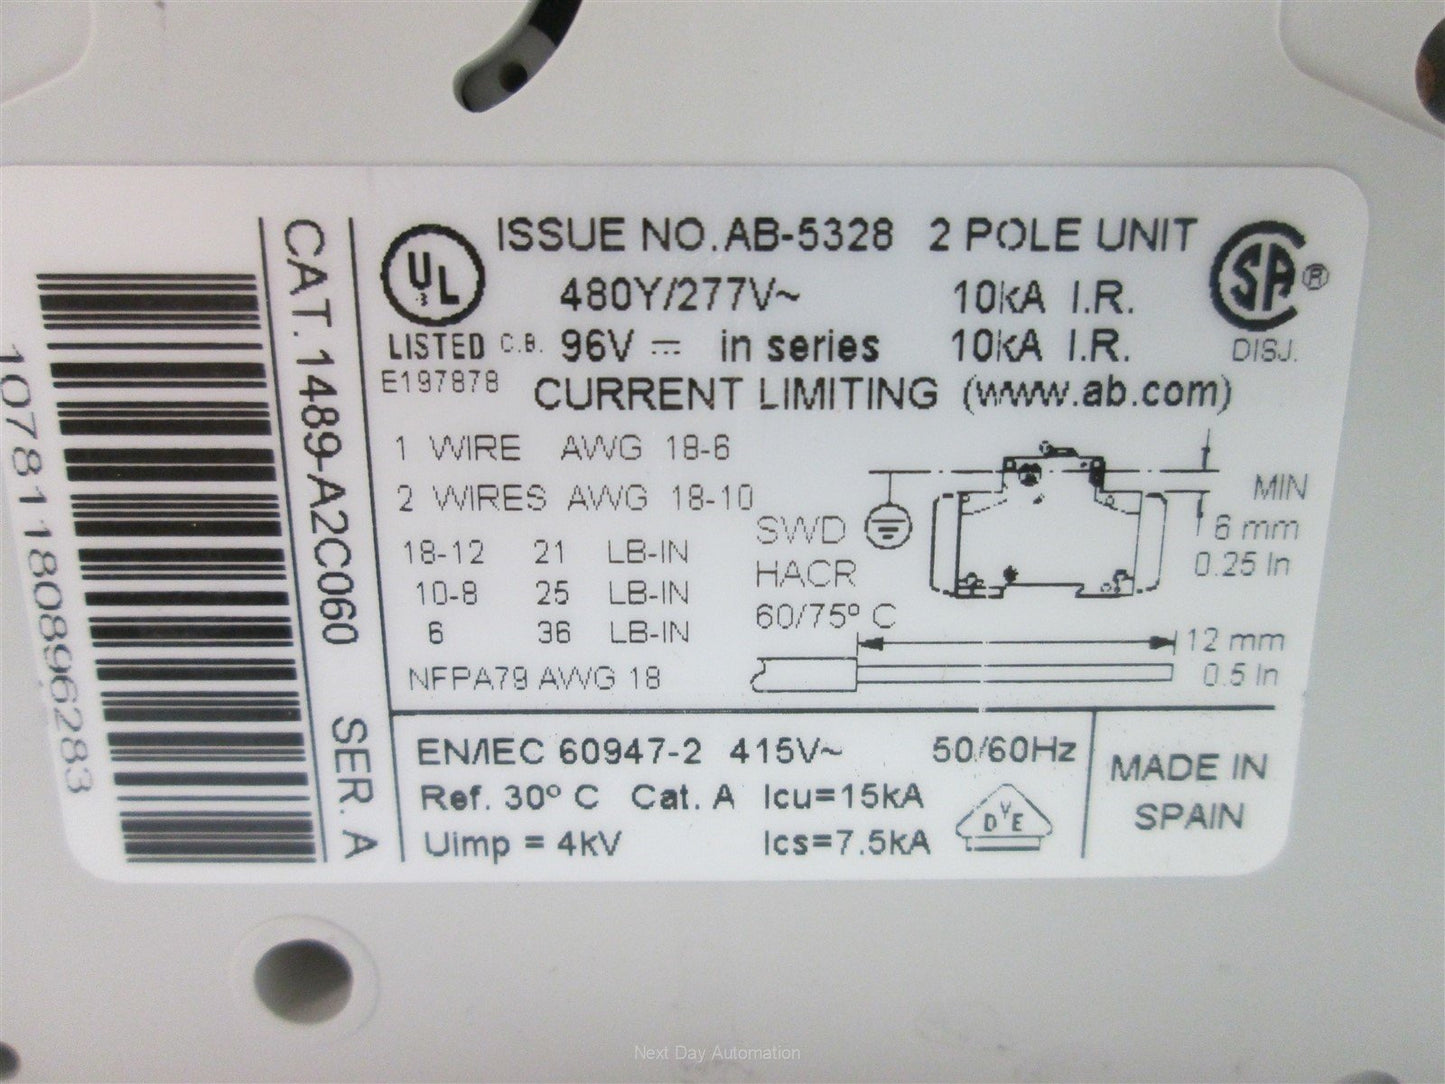 10781180896283
CAT. 1489-A2C060 SER. A
UL
LISTED C.B.
E197878
ISSUE NO. AB-5328 2 POLE UNIT
480Y/277V~ 10kA I.R.
96V ⎓ in series 10kA I.R.
CURRENT LIMITING (www.ab.com)
SA ®
DISJ.
1 WIRE AWG 18-6
2 WIRES AWG 18-10
18-12 21 LB-IN
10-8 25 LB-IN
6 36 LB-IN
NFPA79 AWG 18
SWD
HACR
60/75º C
MIN
6 mm
0.25 In
12 mm
0.5 In
EN/IEC 60947-2 415V~ 50/60Hz
Ref. 30º C Cat. A Icu=15kA
Uimp = 4kV Ics=7.5kA
DVE
MADE IN
SPAIN
Next Day Automation